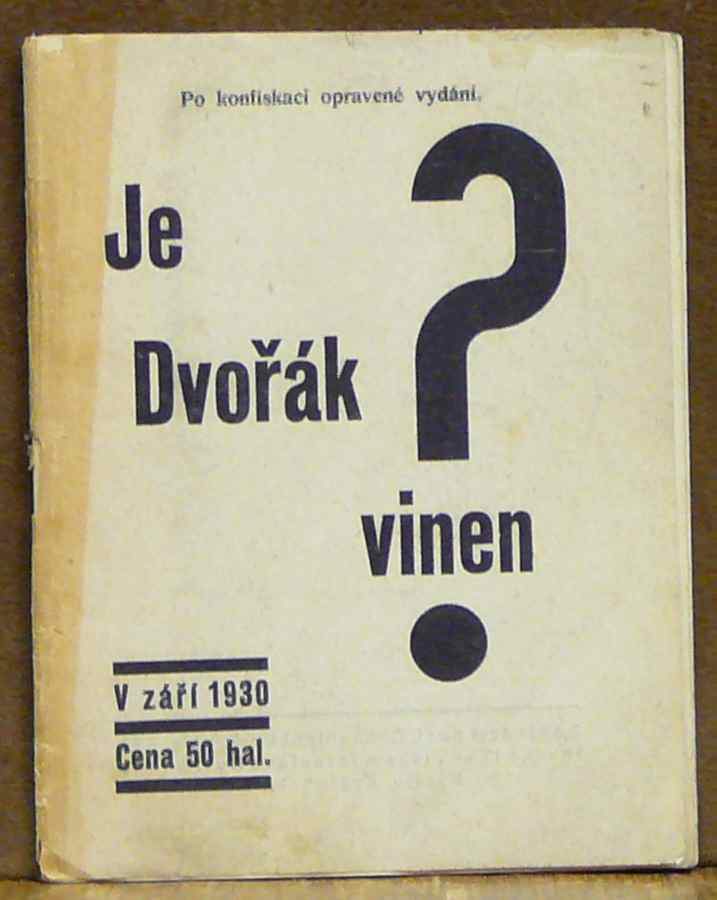 Po konfiskaci opravené vydání.
Je
Dvořák
vinen
?
V září 1930
Cena 50 hal.